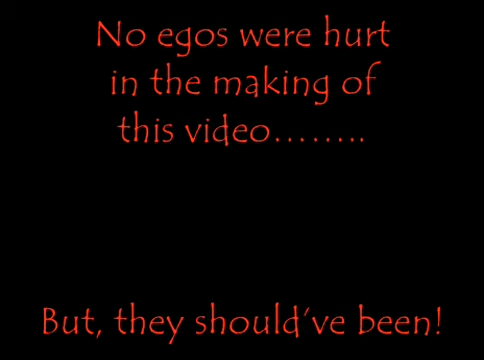 No egos were hurt
in the making of
this video........
But, they should've been!